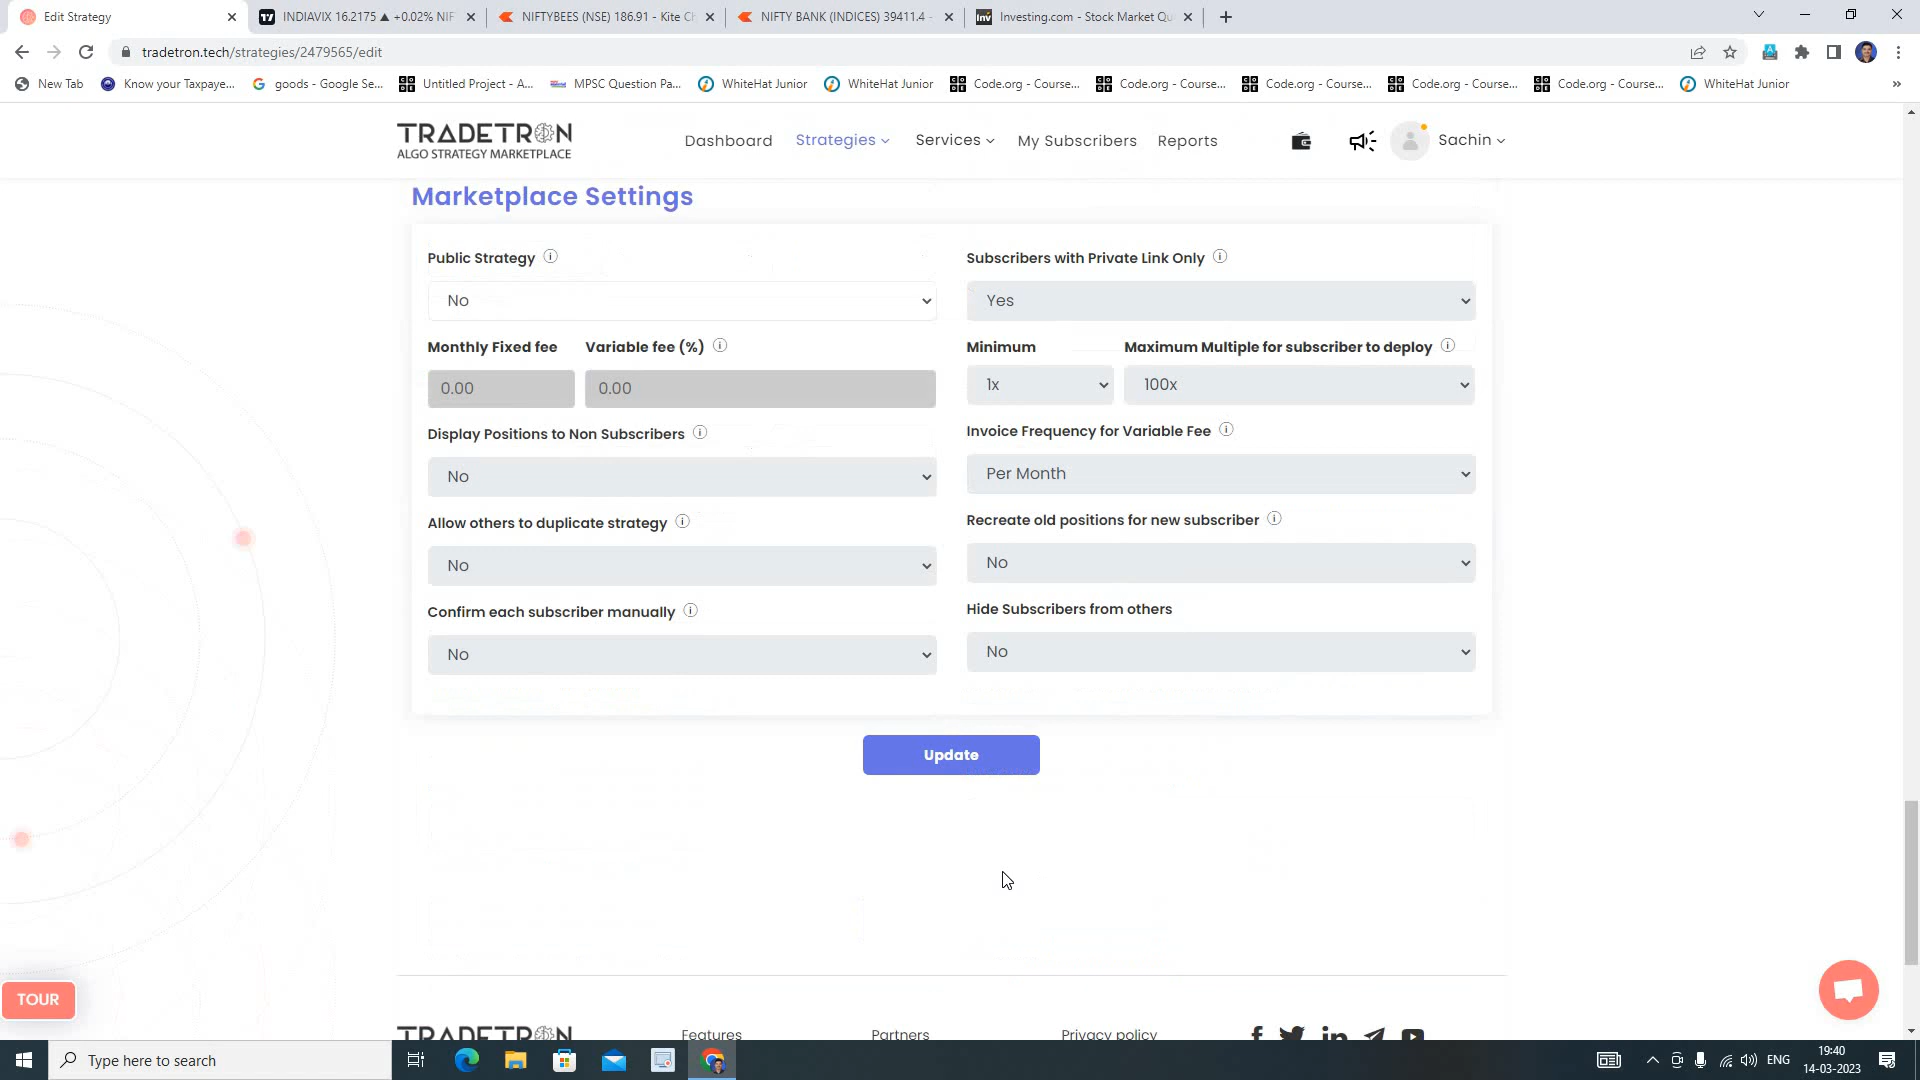 Edit Strategy
INDIAVIX 16.2175 ▲ +0.02% NIF
NIFTYBEES (NSE) 186.91 - Kite Ch
NIFTY BANK (INDICES) 39411.4 -
Investing.com - Stock Market Qu
tradetron.tech/strategies/2479565/edit
New Tab
Know your Taxpaye...
goods - Google Se...
Untitled Project - A...
MPSC Question Pa...
WhiteHat Junior
WhiteHat Junior
Code.org - Course...
Code.org - Course...
Code.org - Course...
Code.org - Course...
Code.org - Course...
WhiteHat Junior
TRADETRON
ALGO STRATEGY MARKETPLACE
Dashboard
Strategies
Services
My Subscribers
Reports
Sachin
Marketplace Settings
Public Strategy
Subscribers with Private Link Only
No
Yes
Monthly Fixed fee
Variable fee (%)
Minimum
Maximum Multiple for subscriber to deploy
0.00
0.00
1x
100x
Display Positions to Non Subscribers
Invoice Frequency for Variable Fee
No
Per Month
Allow others to duplicate strategy
Recreate old positions for new subscriber
No
No
Confirm each subscriber manually
Hide Subscribers from others
No
No
Update
TOUR
TRADETRON
Features
Partners
Privacy policy
Type here to search
ENG
19:40
14-03-2023